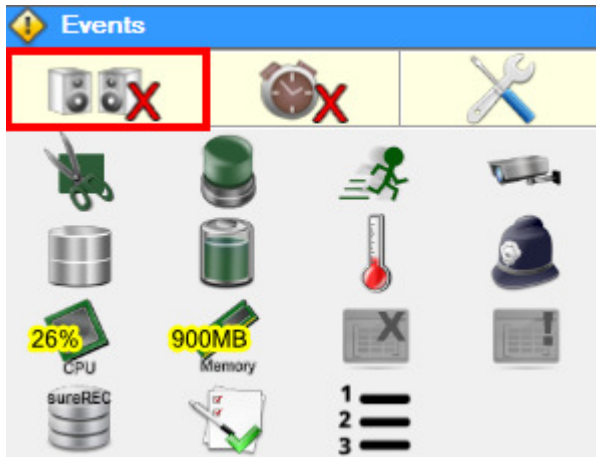 Events
26%
CPU
900MB
Memory
sureREC
1
2
3